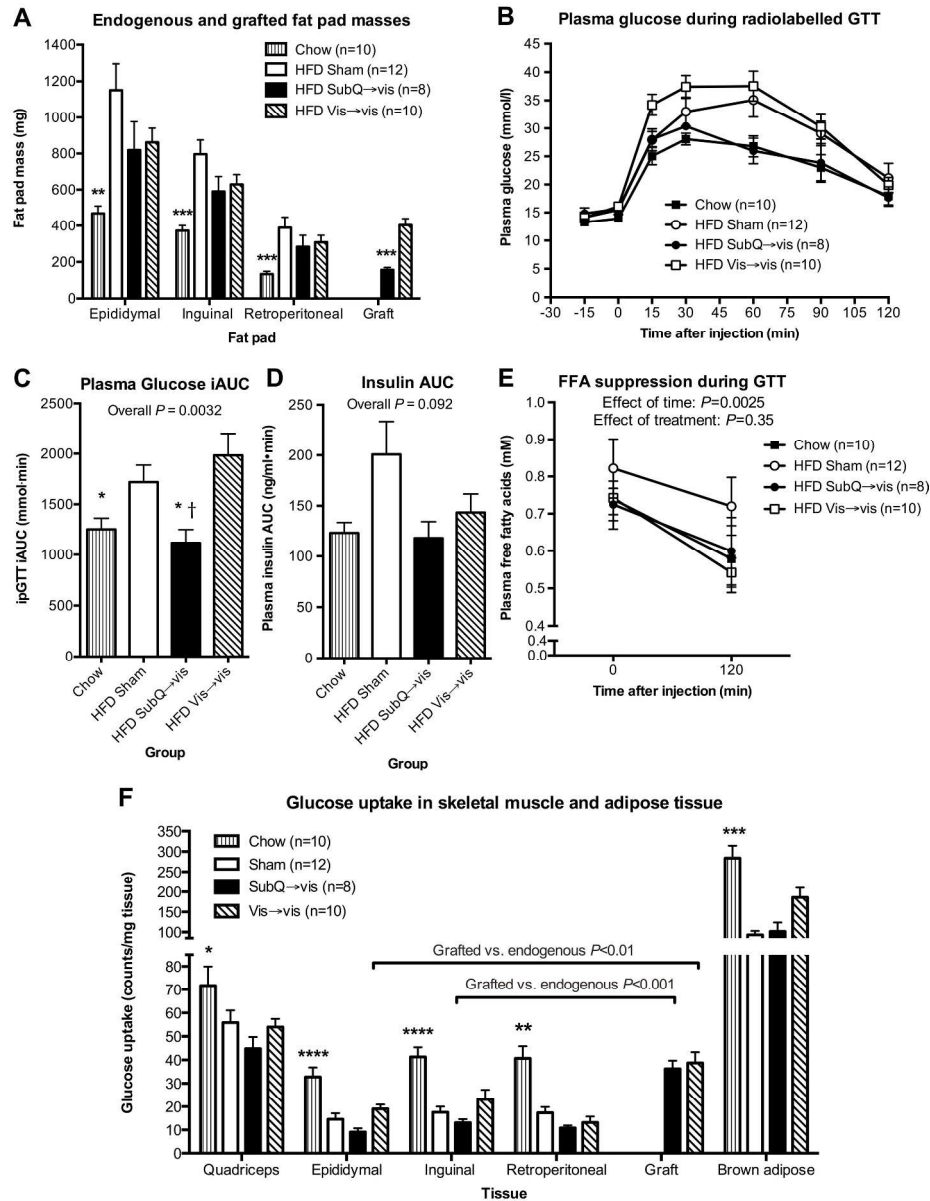 A
Endogenous and grafted fat pad masses
1400
1200
1000
800
600
400
200
0
Fat pad mass (mg)
Chow (n=10)
HFD Sham (n=12)
HFD SubQ→vis (n=8)
HFD Vis→vis (n=10)
**
***
***
***
Epididymal
Inguinal
Retroperitoneal
Graft
Fat pad
B
Plasma glucose during radiolabelled GTT
45
40
35
30
25
20
15
10
5
0
Plasma glucose (mmol/l)
Chow (n=10)
HFD Sham (n=12)
HFD SubQ→vis (n=8)
HFD Vis→vis (n=10)
-30 -15 0 15 30 45 60 75 90 105 120
Time after injection (min)
C
Plasma Glucose iAUC
Overall P = 0.0032
2500
2000
1500
1000
500
0
ipGTT iAUC (mmol·min)
*
* †
Chow
HFD Sham
HFD SubQ→vis
HFD Vis→vis
Group
D
Insulin AUC
Overall P = 0.092
250
200
150
100
50
0
Plasma insulin AUC (ng/ml•min)
Chow
HFD Sham
HFD SubQ→vis
HFD Vis→vis
Group
E
FFA suppression during GTT
Effect of time: P=0.0025
Effect of treatment: P=0.35
1.0
0.9
0.8
0.7
0.6
0.5
0.4
0.4
0.0
Plasma free fatty acids (mM)
Chow (n=10)
HFD Sham (n=12)
HFD SubQ→vis (n=8)
HFD Vis→vis (n=10)
0 120
Time after injection (min)
F
Glucose uptake in skeletal muscle and adipose tissue
350
300
250
200
150
100
80
70
60
50
40
30
20
10
0
Glucose uptake (counts/mg tissue)
Chow (n=10)
Sham (n=12)
SubQ→vis (n=8)
Vis→vis (n=10)
Grafted vs. endogenous P<0.01
Grafted vs. endogenous P<0.001
*
****
****
**
***
Quadriceps
Epididymal
Inguinal
Retroperitoneal
Graft
Brown adipose
Tissue